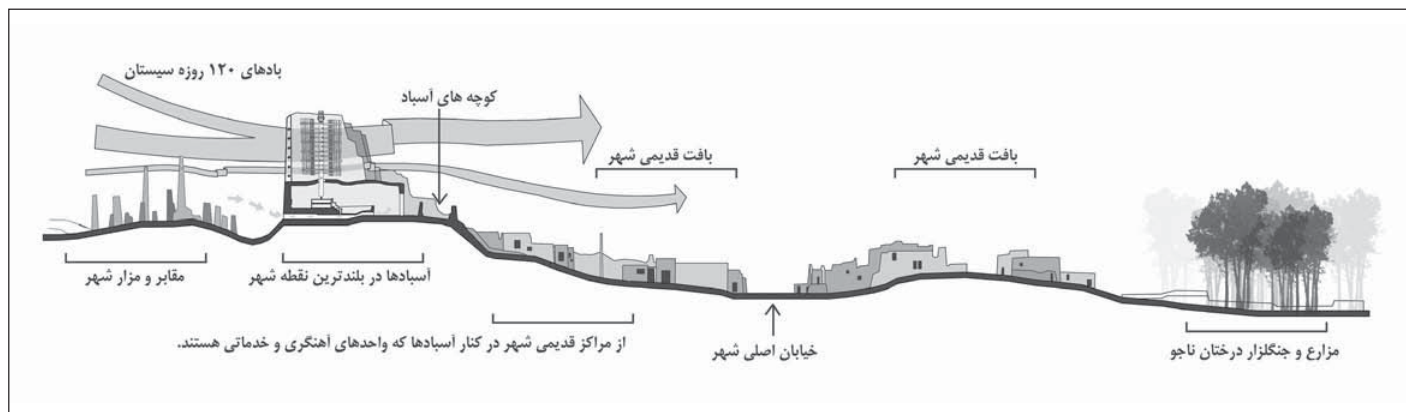 بادهای ۱۲۰ روزه سیستان
کوچه های آسباد
بافت قدیمی شهر
بافت قدیمی شهر
مقابر و مزار شهر
آسبادها در بلندترین نقطه شهر
از مراکز قدیمی شهر در کنار آسبادها که واحدهای آهنگری و خدماتی هستند.
خیابان اصلی شهر
مزارع و جنگلزار درختان ناجو